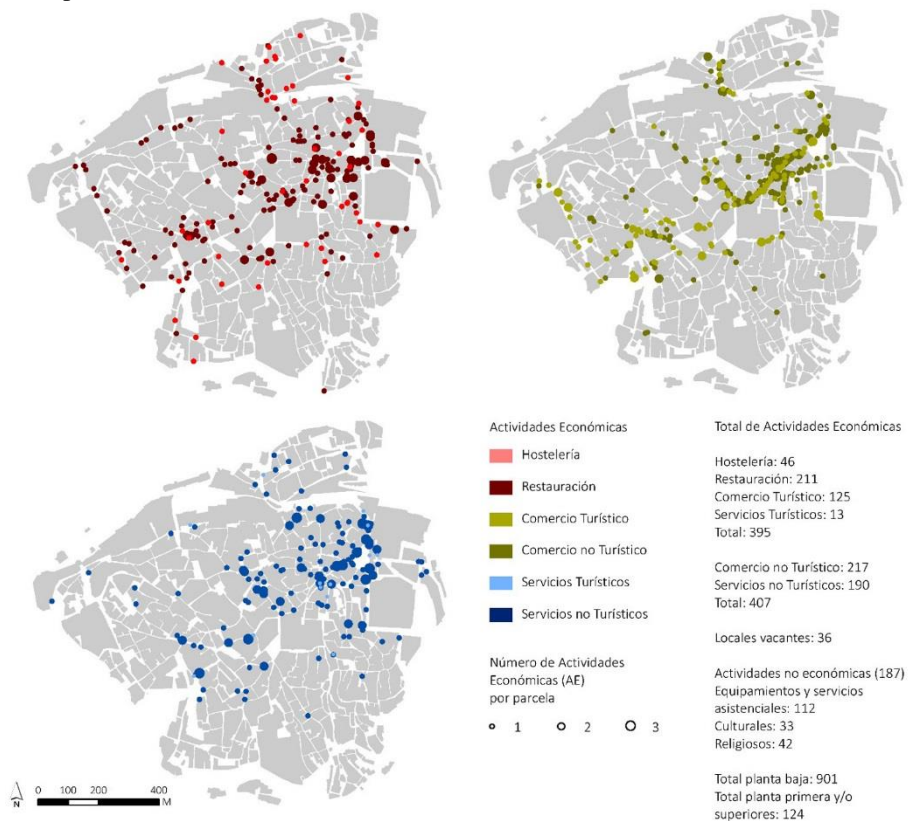 Actividades Económicas
Hostelería
Restauración
Comercio Turístico
Comercio no Turístico
Servicios Turísticos
Servicios no Turísticos
Número de Actividades
Económicas (AE)
por parcela
1 2 3
Total de Actividades Económicas
Hostelería: 46
Restauración: 211
Comercio Turístico: 125
Servicios Turísticos: 13
Total: 395
Comercio no Turístico: 217
Servicios no Turísticos: 190
Total: 407
Locales vacantes: 36
Actividades no económicas (187)
Equipamientos y servicios
asistenciales: 112
Culturales: 33
Religiosos: 42
Total planta baja: 901
Total planta primera y/o
superiores: 124
N
0 100 200 400
M